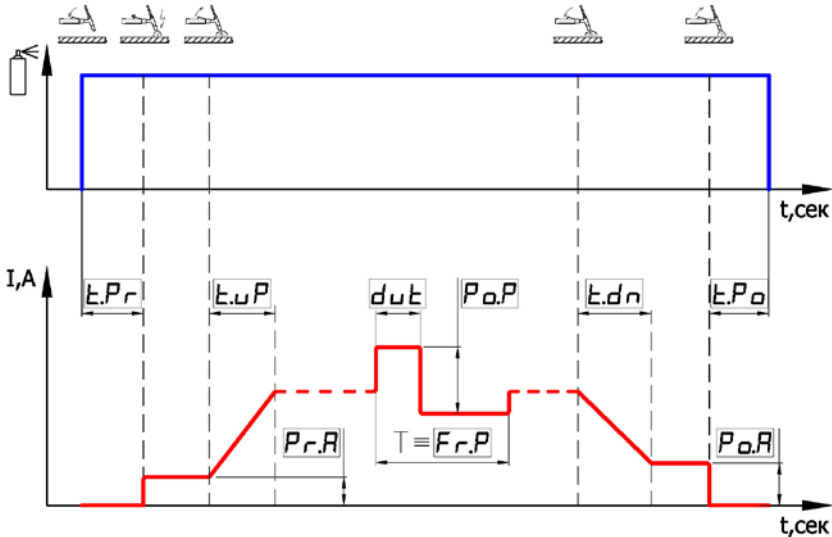 t,сек
I,A
t.Pr
t.uP
dut
Po.P
t.dn
t.Po
Pr.A
T ≡ Fr.P
Po.A
t,сек